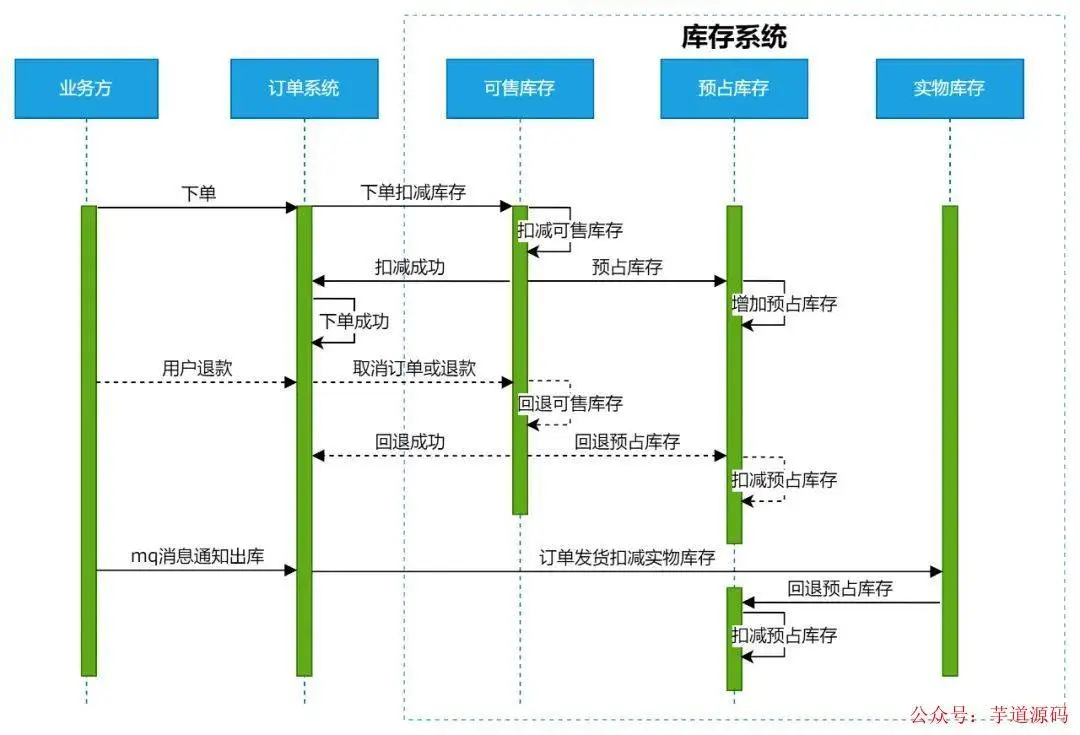 库存系统
业务方
订单系统
可售库存
预占库存
实物库存
下单
下单扣减库存
扣减可售库存
扣减成功
预占库存
增加预占库存
下单成功
用户退款
取消订单或退款
回退可售库存
回退成功
回退预占库存
扣减预占库存
mq消息通知出库
订单发货扣减实物库存
回退预占库存
扣减预占库存
公众号：芋道源码